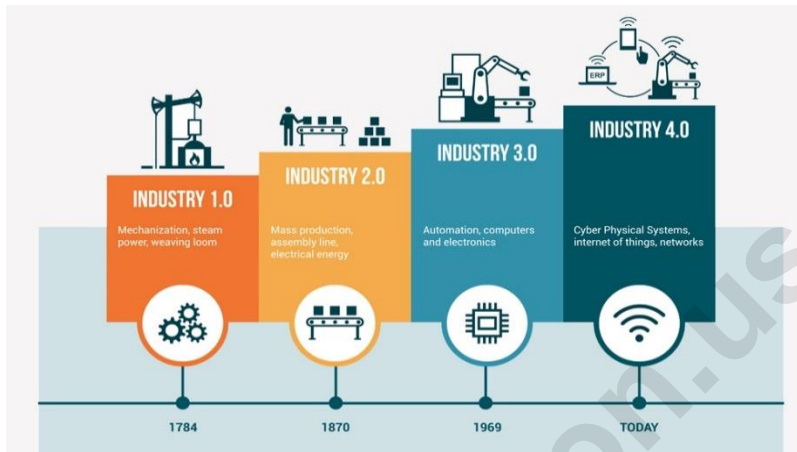 ERP
INDUSTRY 1.0
Mechanization, steam
power, weaving loom
INDUSTRY 2.0
Mass production,
assembly line,
electrical energy
INDUSTRY 3.0
Automation, computers
and electronics
INDUSTRY 4.0
Cyber Physical Systems,
internet of things, networks
1784
1870
1969
TODAY
on.us